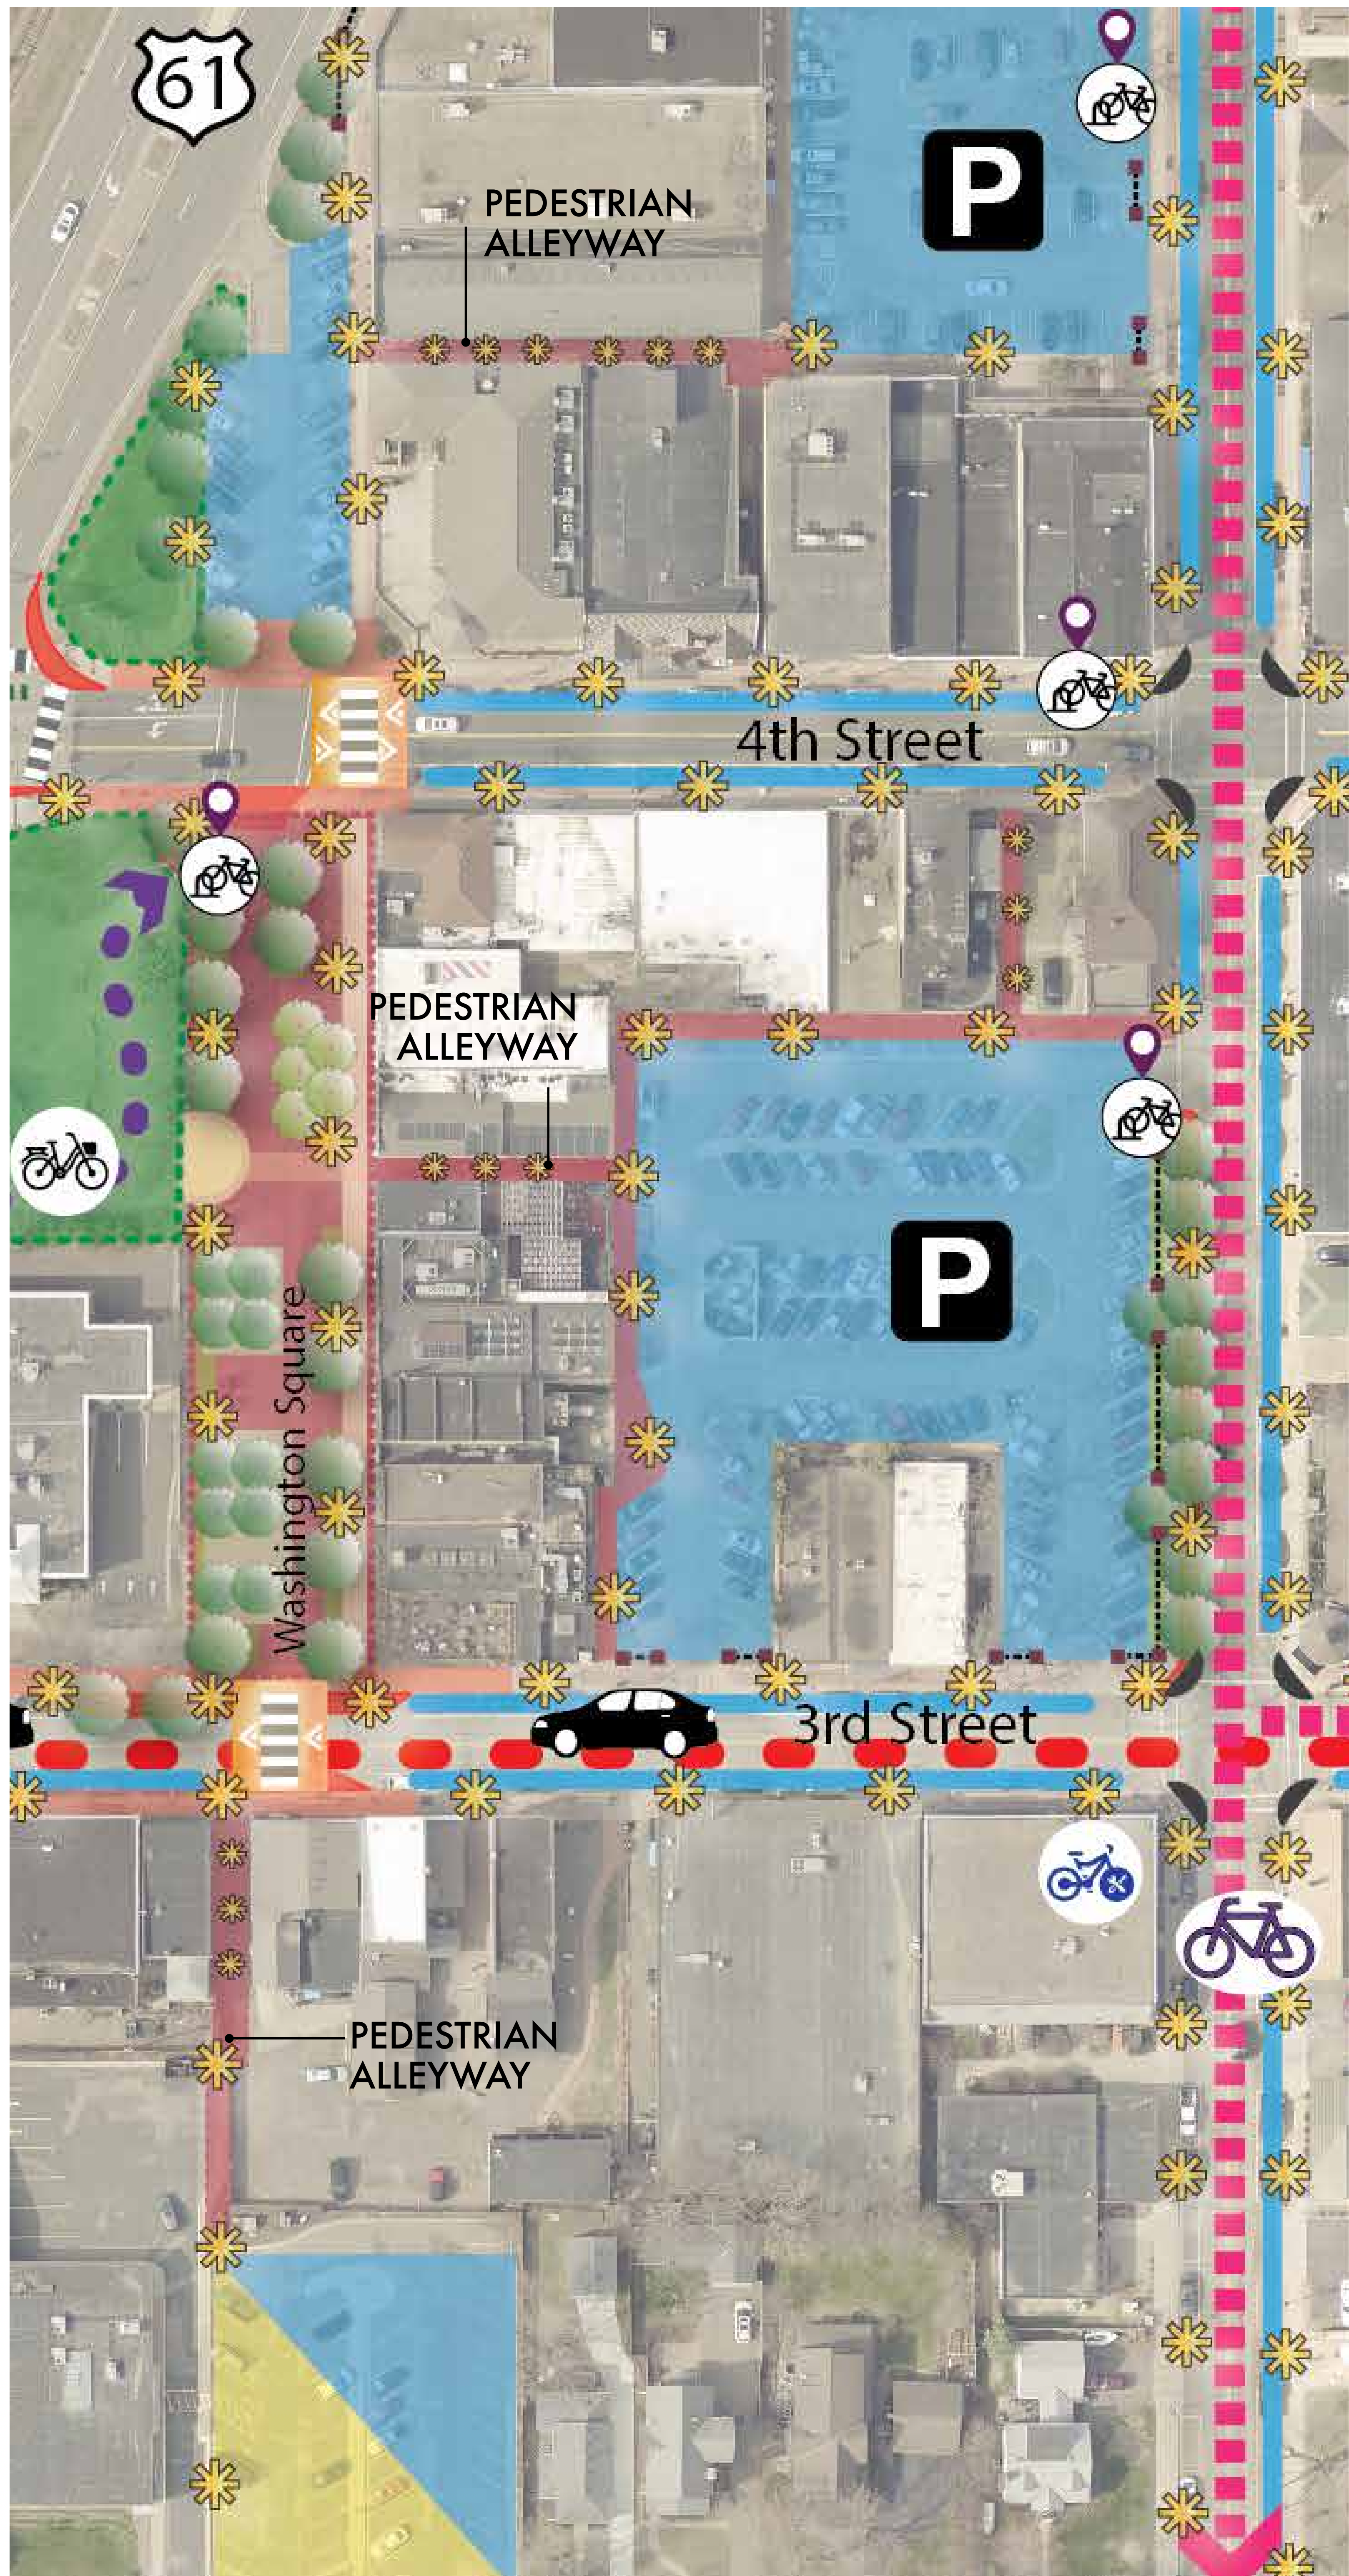 61
P
PEDESTRIAN
ALLEYWAY
4th Street
PEDESTRIAN
ALLEYWAY
P
Washington Square
3rd Street
PEDESTRIAN
ALLEYWAY